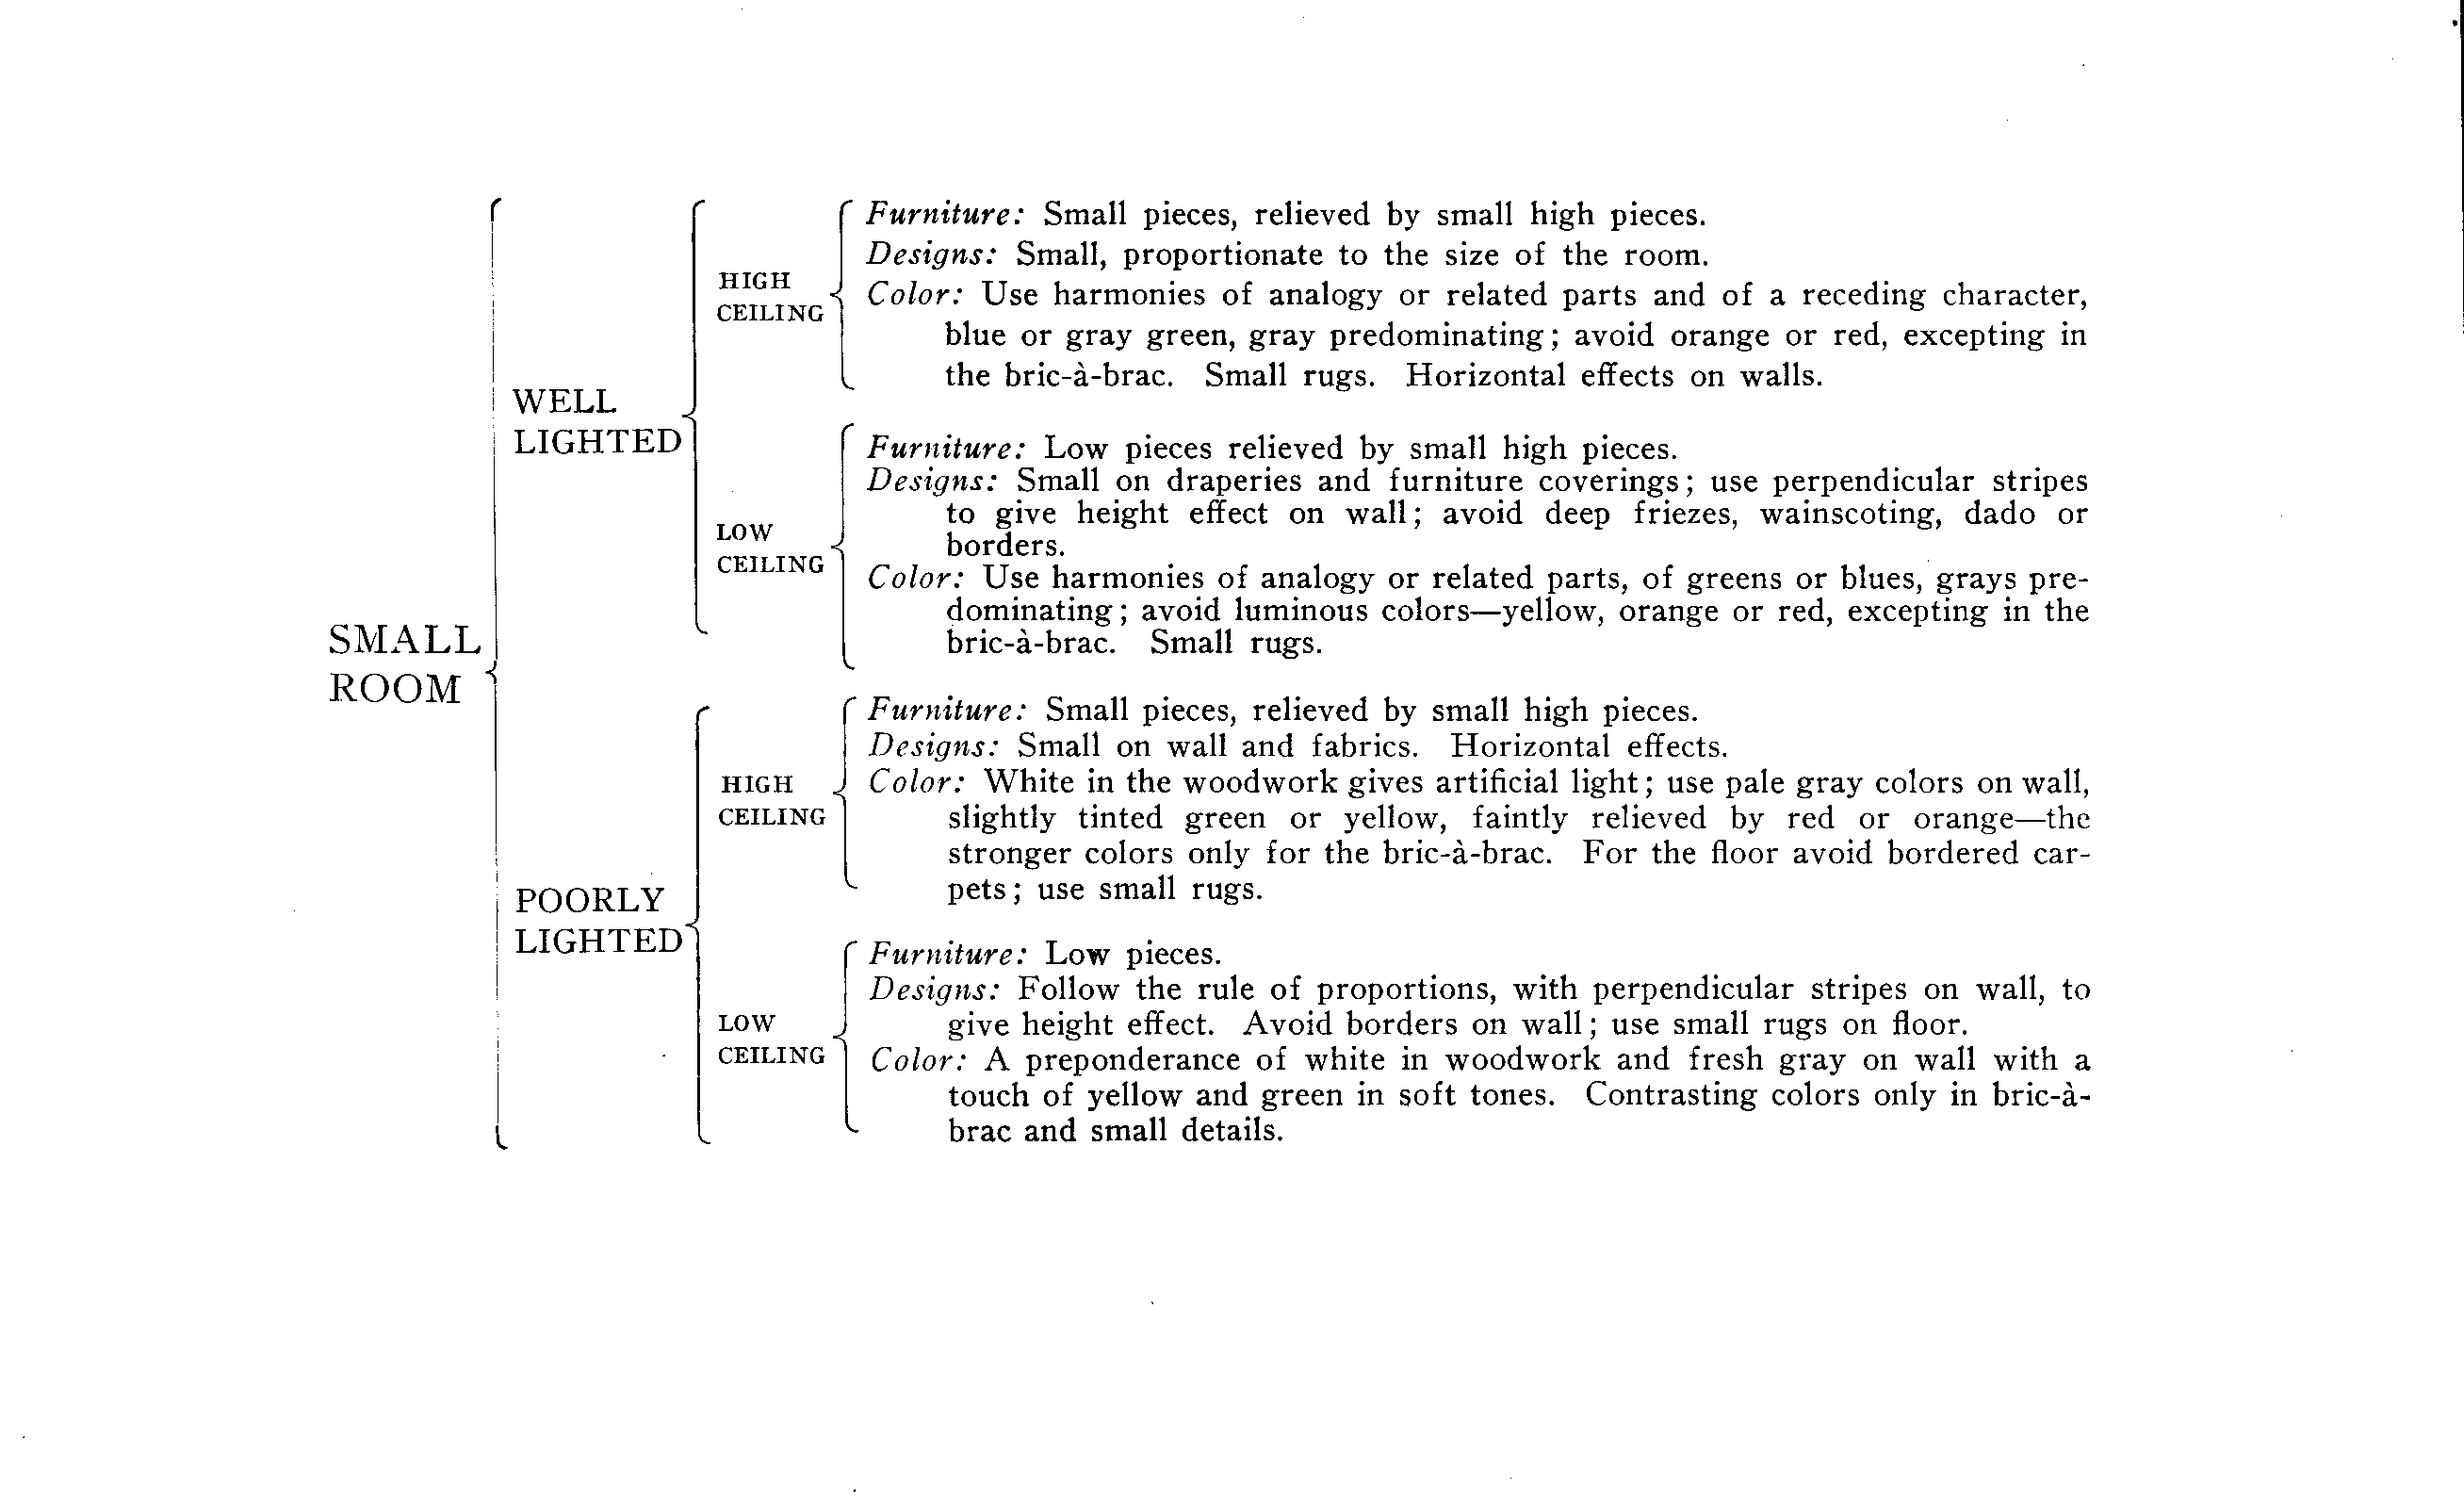 SMALL
ROOM
WELL
LIGHTED
HIGH
CEILING
Furniture: Small pieces, relieved by small high pieces.
Designs: Small, proportionate to the size of the room.
Color: Use harmonies of analogy or related parts and of a receding character,
blue or gray green, gray predominating; avoid orange or red, excepting in
the bric-à-brac. Small rugs. Horizontal effects on walls.
LOW
CEILING
Furniture: Low pieces relieved by small high pieces.
Designs: Small on draperies and furniture coverings; use perpendicular stripes
to give height effect on wall; avoid deep friezes, wainscoting, dado or
borders.
Color: Use harmonies of analogy or related parts, of greens or blues, grays pre-
dominating; avoid luminous colors—yellow, orange or red, excepting in the
bric-à-brac. Small rugs.
POORLY
LIGHTED
HIGH
CEILING
Furniture: Small pieces, relieved by small high pieces.
Designs: Small on wall and fabrics. Horizontal effects.
Color: White in the woodwork gives artificial light; use pale gray colors on wall,
slightly tinted green or yellow, faintly relieved by red or orange—the
stronger colors only for the bric-à-brac. For the floor avoid bordered car-
pets; use small rugs.
LOW
CEILING
Furniture: Low pieces.
Designs: Follow the rule of proportions, with perpendicular stripes on wall, to
give height effect. Avoid borders on wall; use small rugs on floor.
Color: A preponderance of white in woodwork and fresh gray on wall with a
touch of yellow and green in soft tones. Contrasting colors only in bric-à-
brac and small details.